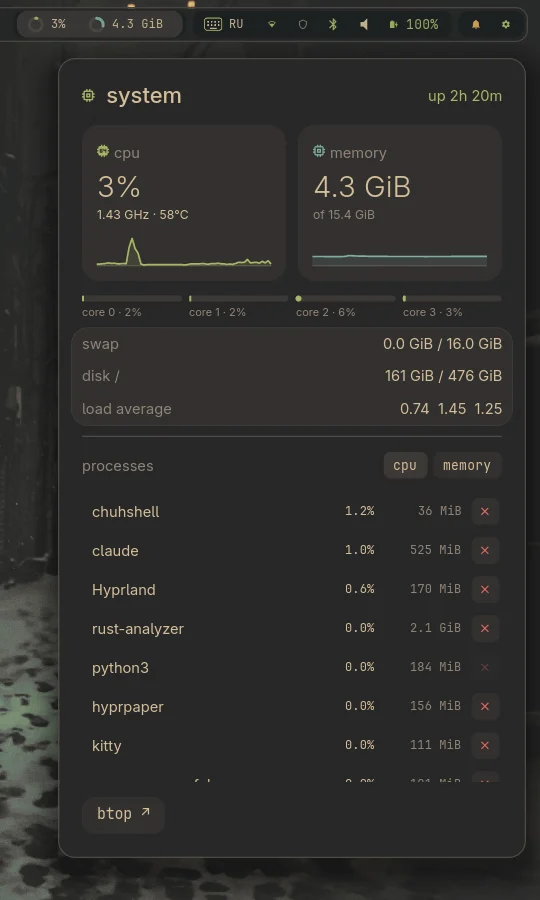 3% 4.3 GiB RU 100%
system up 2h 20m
cpu
3%
1.43 GHz · 58°C
memory
4.3 GiB
of 15.4 GiB
core 0 · 2% core 1 · 2% core 2 · 6% core 3 · 3%
swap 0.0 GiB / 16.0 GiB
disk / 161 GiB / 476 GiB
load average 0.74 1.45 1.25
processes cpu memory
chuhshell 1.2% 36 MiB ×
claude 1.0% 525 MiB ×
Hyprland 0.6% 170 MiB ×
rust-analyzer 0.0% 2.1 GiB ×
python3 0.0% 184 MiB ×
hyprpaper 0.0% 156 MiB ×
kitty 0.0% 111 MiB ×
btop ↗